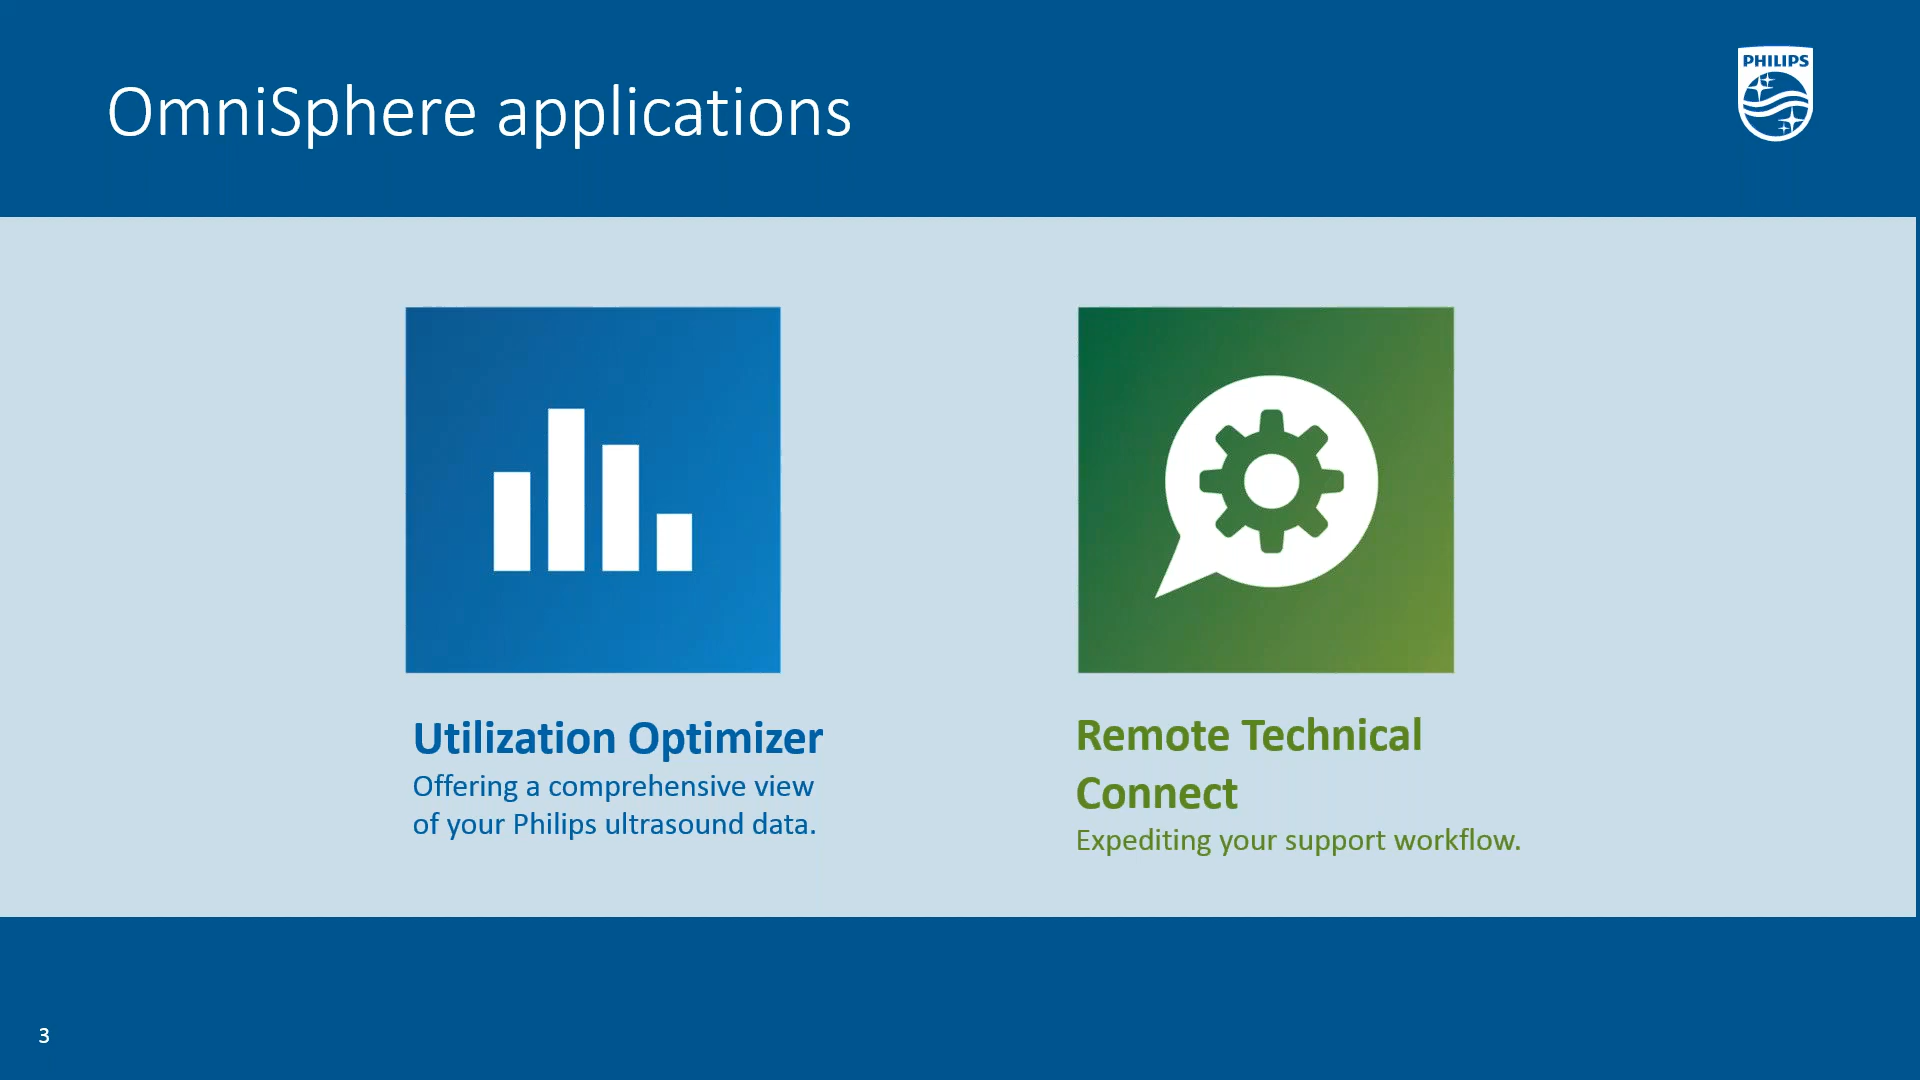 OmniSphere applications
PHILIPS
Utilization Optimizer
Offering a comprehensive view
of your Philips ultrasound data.
Remote Technical
Connect
Expediting your support workflow.
3